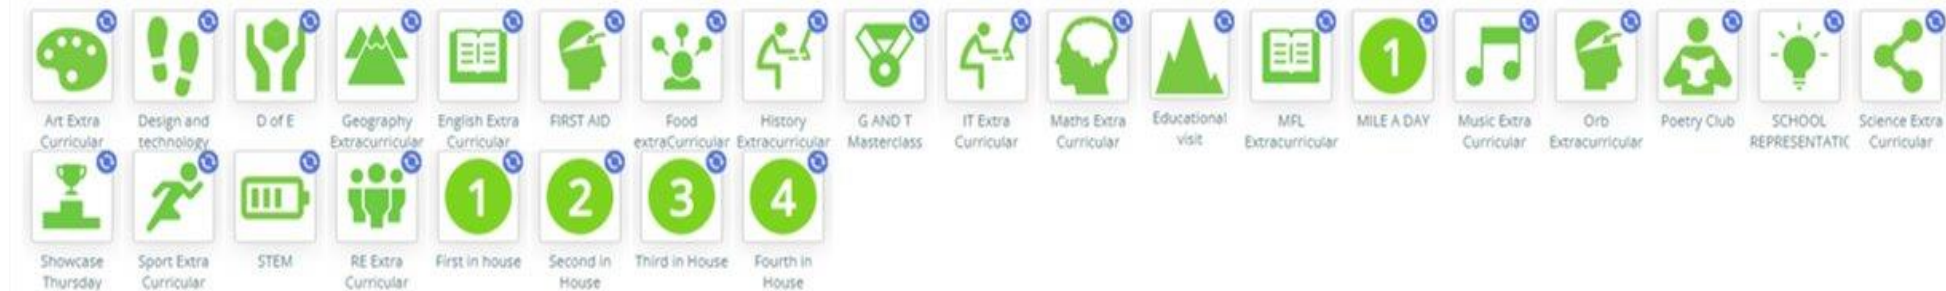 Art Extra Curricular
Design and technology
D of E
Geography Extracurricular
English Extra Curricular
FIRST AID
Food extraCurricular
History Extracurricular
G AND T Masterclass
IT Extra Curricular
Maths Extra Curricular
Educational visit
MFL Extracurricular
1
MILE A DAY
Music Extra Curricular
Orb Extracurricular
Poetry Club
SCHOOL REPRESENTATIC
Science Extra Curricular
Showcase Thursday
Sport Extra Curricular
STEM
RE Extra Curricular
1
First in house
2
Second in House
3
Third in House
4
Fourth in House